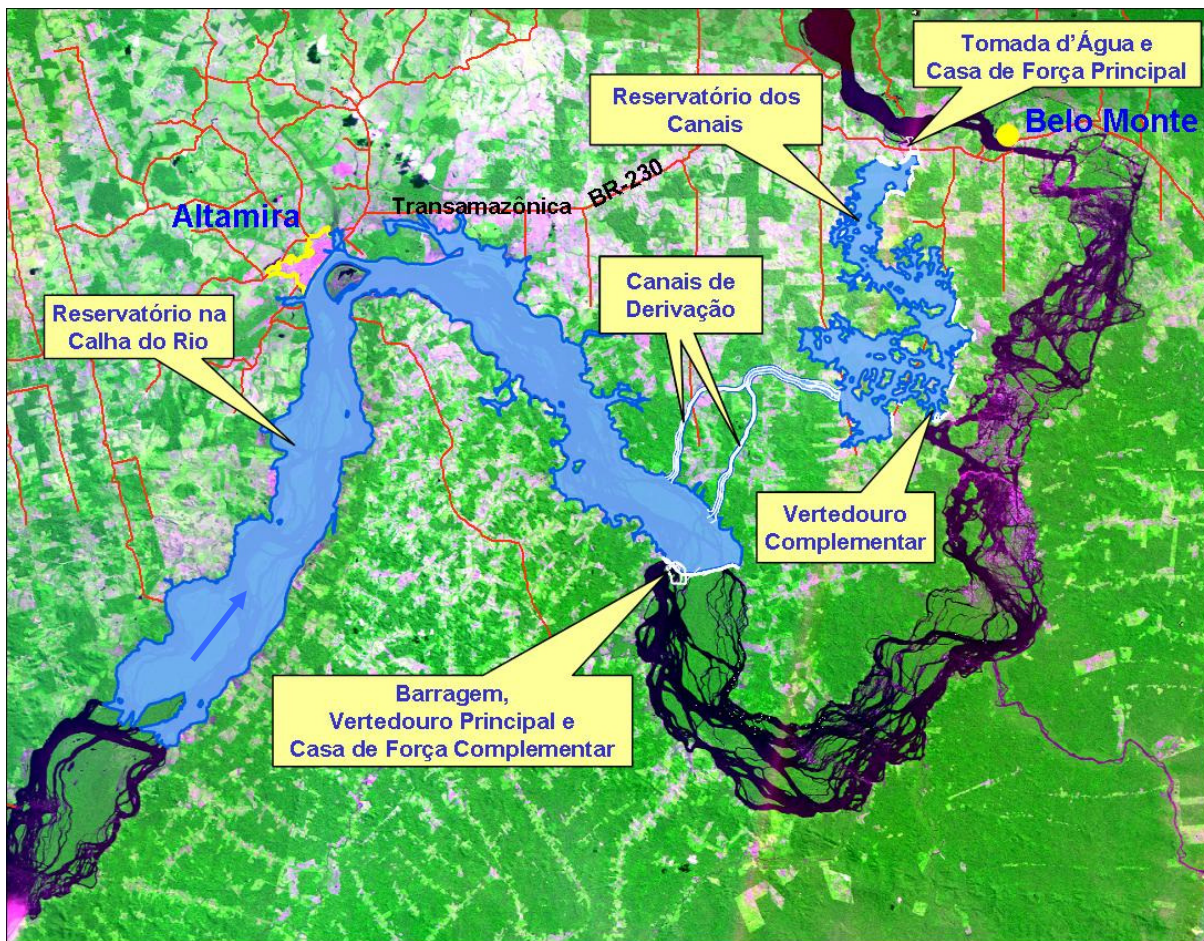 Tomada d'Água e
Casa de Força Principal
Reservatório dos
Canais
Belo Monte
BR-230
Transamazônica
Altamira
Canais de
Derivação
Reservatório na
Calha do Rio
Vertedouro
Complementar
Barragem,
Vertedouro Principal e
Casa de Força Complementar